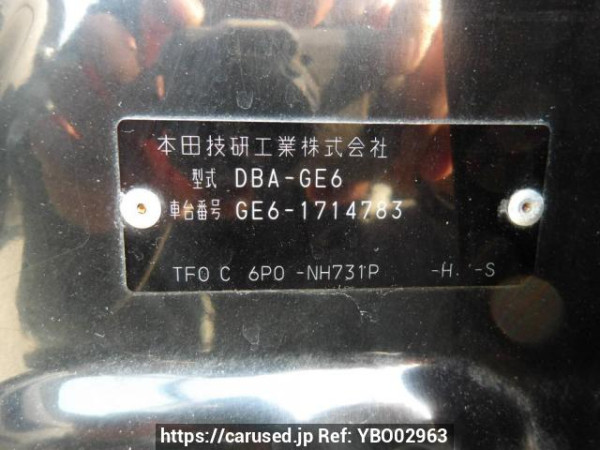 本田技研工業株式会社
型式 DBA-GE6
車台番号 GE6-1714783
TF0 C 6P0 -NH731P -H. -S
https://carused.jp Ref: YBO02963